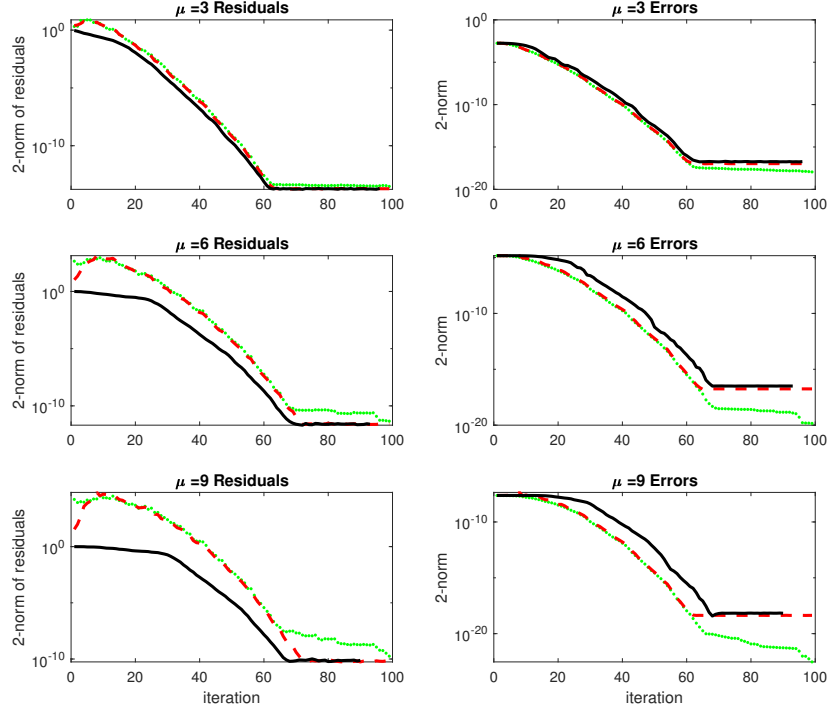 μ =3 Residuals
2-norm of residuals
10^0
10^-10
0 20 40 60 80 100
μ =3 Errors
2-norm
10^0
10^-10
10^-20
0 20 40 60 80 100
μ =6 Residuals
2-norm of residuals
10^0
10^-10
0 20 40 60 80 100
μ =6 Errors
2-norm
10^-10
10^-20
0 20 40 60 80 100
μ =9 Residuals
2-norm of residuals
10^0
10^-10
0 20 40 60 80 100
iteration
μ =9 Errors
2-norm
10^-10
10^-20
0 20 40 60 80 100
iteration